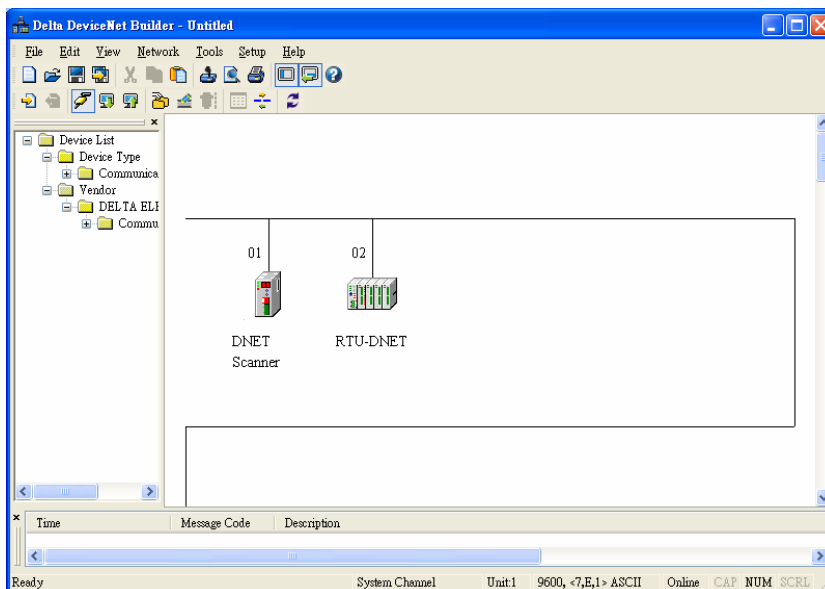 Delta DeviceNet Builder - Untitled
File Edit View Network Tools Setup Help
Device List
Device Type
Communica
Vendor
DELTA ELE
Commu
01 02
DNET Scanner
RTU-DNET
Time Message Code Description
Ready System Channel Unit:1 9600, <7,E,1> ASCII Online CAP NUM SCRL